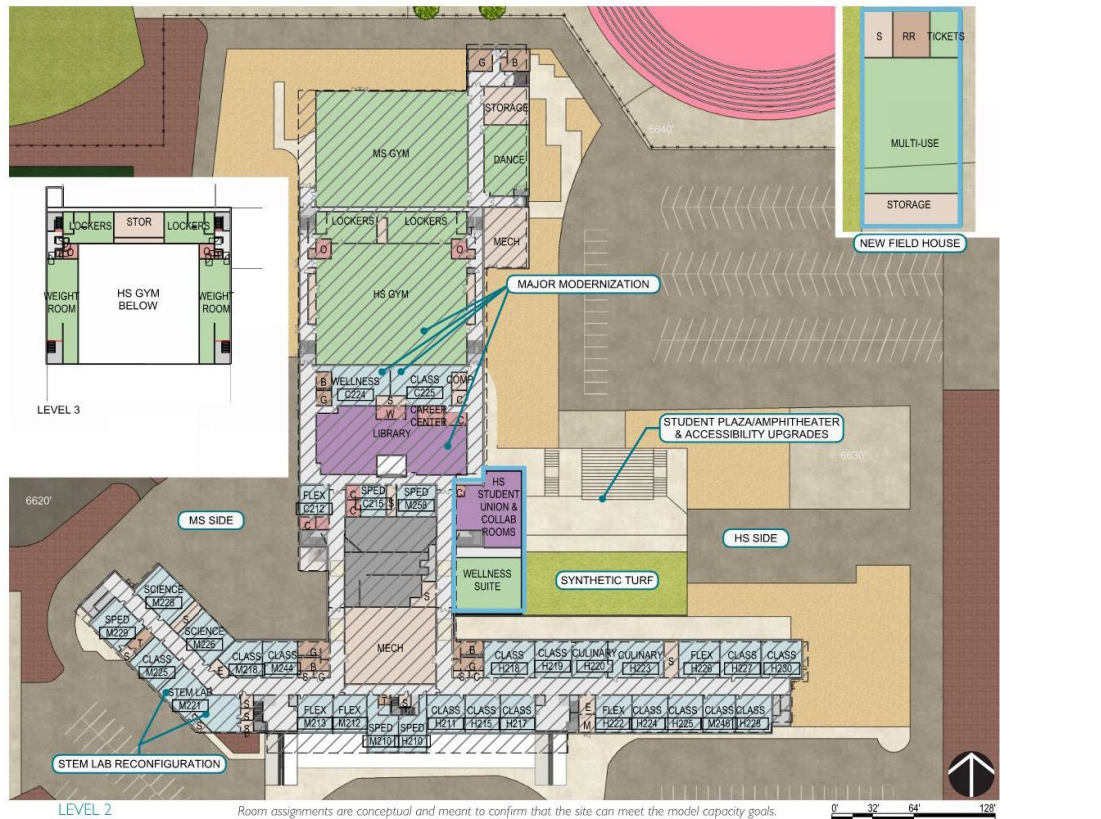 S RR TICKETS
MULTI-USE
STORAGE
NEW FIELD HOUSE
G B
STORAGE
DANCE
MECH
MS GYM
LOCKERS LOCKERS
O O
HS GYM
6640'
LOCKERS STOR LOCKERS
WEIGHT
ROOM
HS GYM
BELOW
WEIGHT
ROOM
LEVEL 3
MAJOR MODERNIZATION
B WELLNESS CLASS COMP
G C224 C225 C
S
W CAREER
CENTER C
LIBRARY
STUDENT PLAZA/AMPHITEATER
& ACCESSIBILITY UPGRADES
6630'
6620'
MS SIDE
FLEX
C212
C
C
C
SPED
C215
S
SPED
M259
C
HS
STUDENT
UNION &
COLLAB
ROOMS
HS SIDE
WELLNESS
SUITE
SYNTHETIC TURF
S
MECH
SCIENCE
M228
S
SCIENCE
M226
SPED
M229
CLASS
M225
STEM LAB
M221
E
CLASS
M218
CLASS
M244
G
B
S G
B
G
S C
CLASS
H218
CLASS
H219
CULINARY
H220
CULINARY
H223
S
FLEX
H226
CLASS
H227
CLASS
H230
S
S
S
FLEX
M213
FLEX
M212
T S
SPED
M210
SPED
H210
CLASS
H211
CLASS
H215
CLASS
H217
E
M
FLEX
H222
CLASS
H224
CLASS
H225
CLASS
M246
CLASS
H228
STEM LAB RECONFIGURATION
LEVEL 2
Room assignments are conceptual and meant to confirm that the site can meet the model capacity goals.
0' 32' 64' 128'